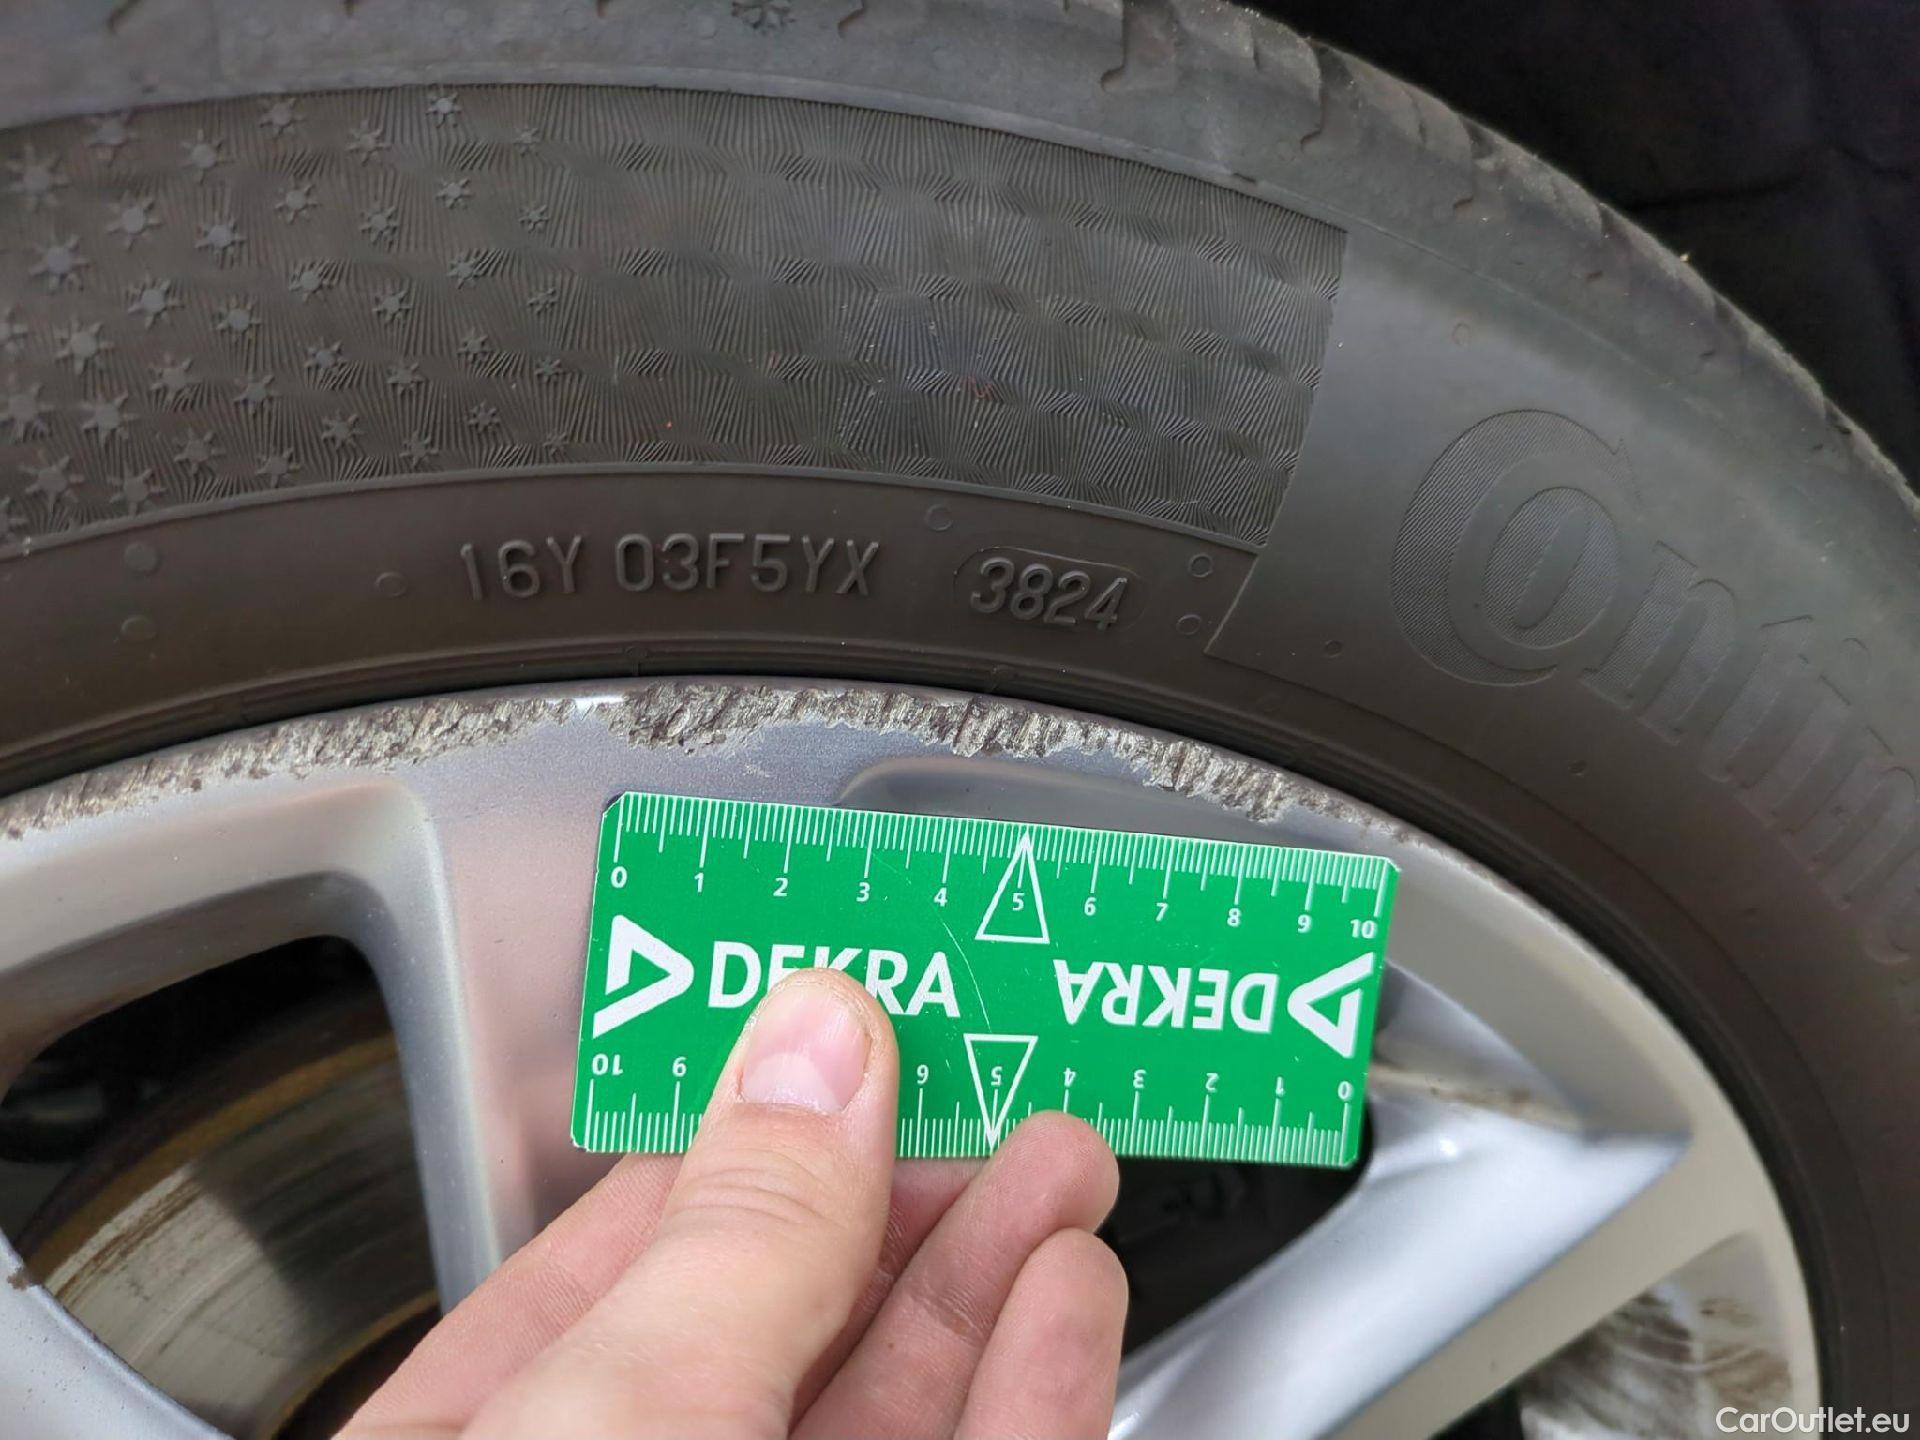 16Y 03F5YX 3824
Contine
0 1 2 3 4 5 6 7 8 9 10
DEKRA DEKRA
10 9 6 5 4 3 2 1 0
CarOutlet.eu